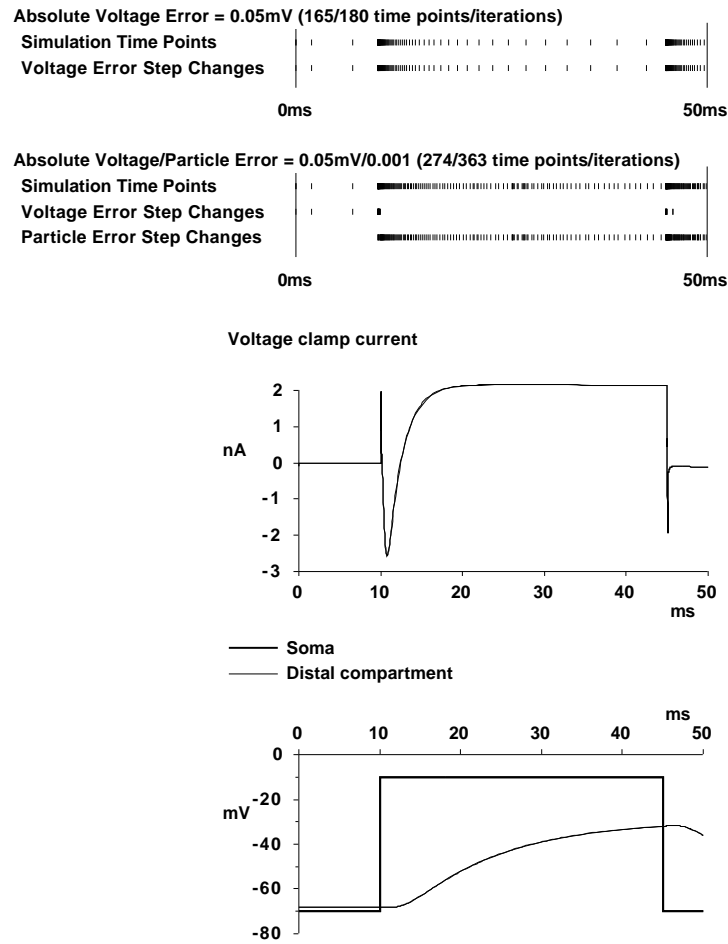 Absolute Voltage Error = 0.05mV (165/180 time points/iterations)
Simulation Time Points
Voltage Error Step Changes
0ms 50ms
Absolute Voltage/Particle Error = 0.05mV/0.001 (274/363 time points/iterations)
Simulation Time Points
Voltage Error Step Changes
Particle Error Step Changes
0ms 50ms
Voltage clamp current
2
1
nA 0
-1
-2
-3
0 10 20 30 40 50
ms
Soma
Distal compartment
ms
0 10 20 30 40 50
0
-20
mV
-40
-60
-80